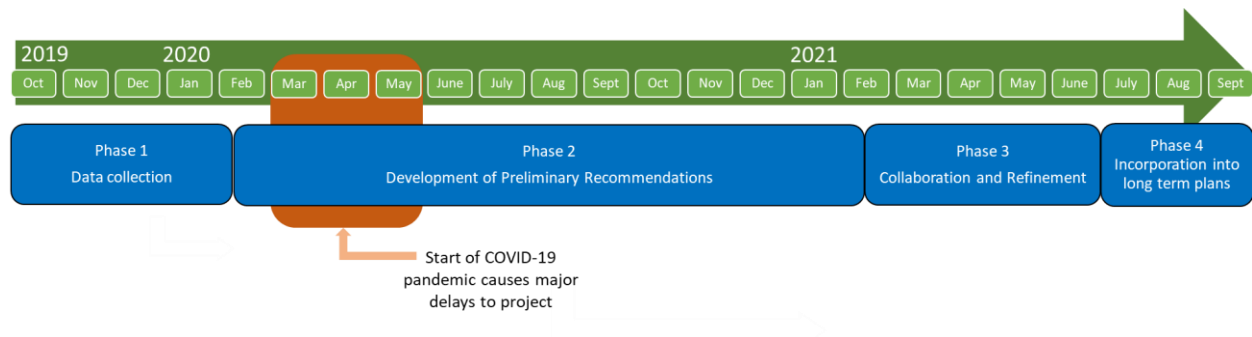 2019 2020 2021
Oct Nov Dec Jan Feb Mar Apr May June July Aug Sept Oct Nov Dec Jan Feb Mar Apr May June July Aug Sept
Phase 1
Data collection
Phase 2
Development of Preliminary Recommendations
Phase 3
Collaboration and Refinement
Phase 4
Incorporation into
long term plans
Start of COVID-19
pandemic causes major
delays to project